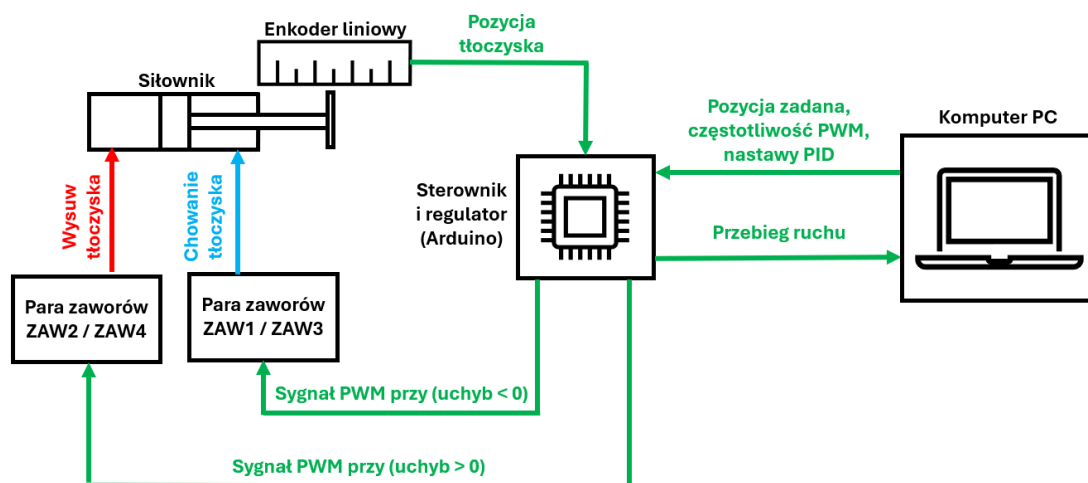 Enkoder liniowy
Pozycja
tłoczyska
Siłownik
Pozycja zadana,
częstotliwość PWM,
nastawy PID
Komputer PC
Sterownik
i regulator
(Arduino)
Wysuw
tłoczyska
Chowanie
tłoczyska
Przebieg ruchu
Para zaworów
ZAW2 / ZAW4
Para zaworów
ZAW1 / ZAW3
Sygnał PWM przy (uchyb < 0)
Sygnał PWM przy (uchyb > 0)